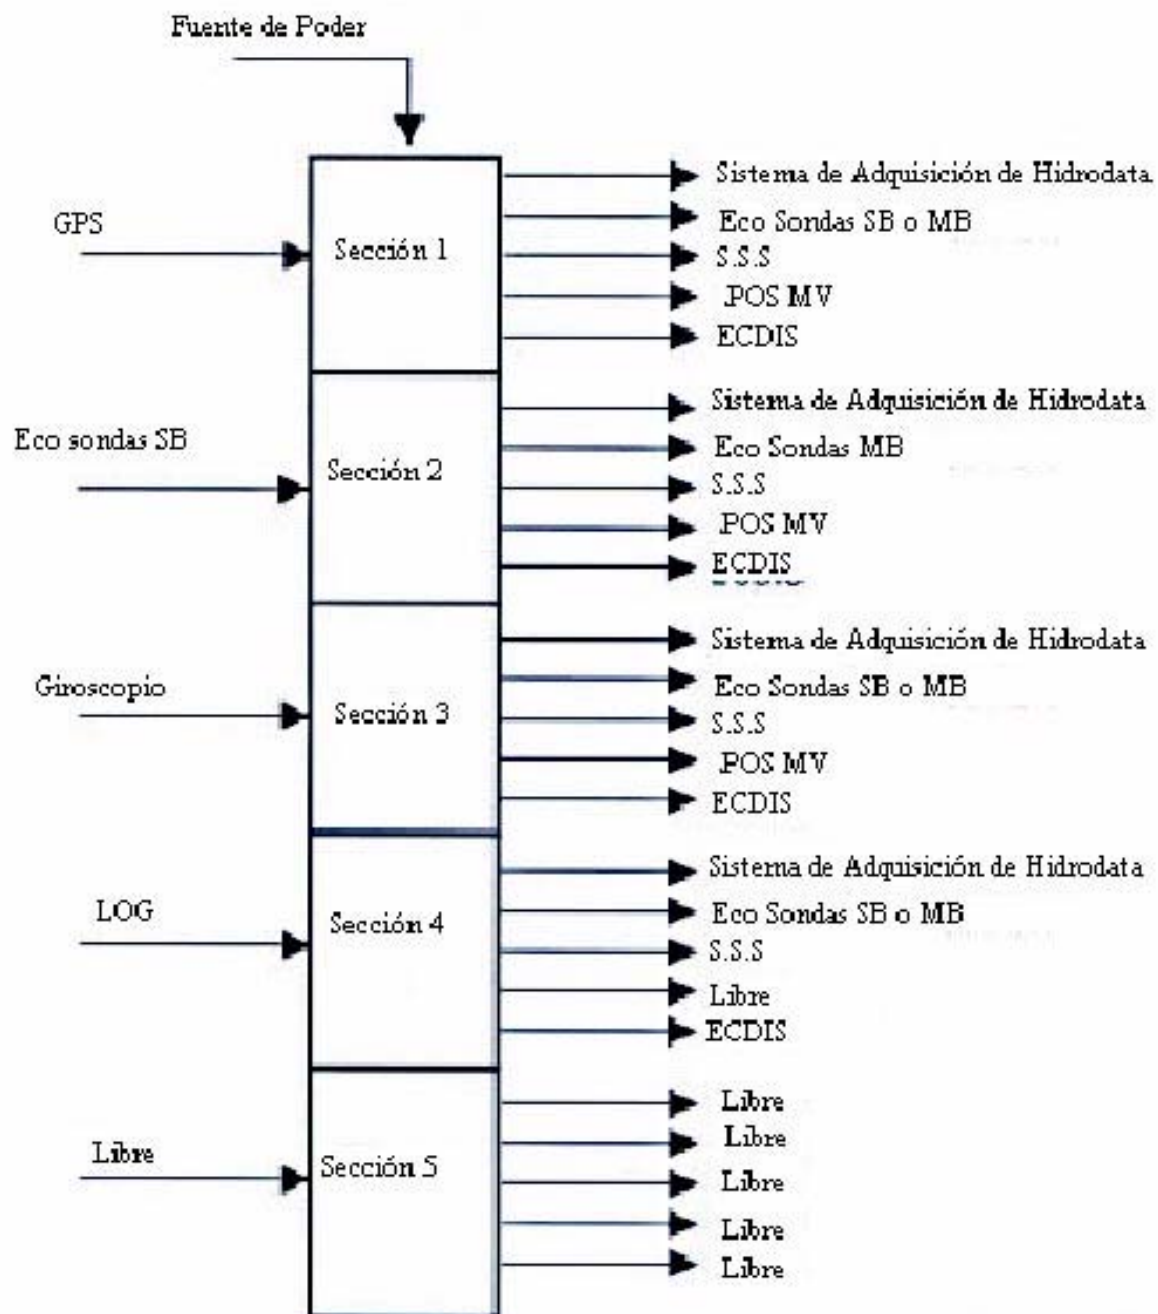 Fuente de Poder
GPS
Sección 1
Sistema de Adquisición de Hidrodata
Eco Sondas SB o MB
S.S.S
.POS MV
ECDIS
Eco sondas SB
Sección 2
Sistema de Adquisición de Hidrodata
Eco Sondas MB
S.S.S
.POS MV
ECDIS
Giroscopio
Sección 3
Sistema de Adquisición de Hidrodata
Eco Sondas SB o MB
S.S.S
.POS MV
ECDIS
LOG
Sección 4
Sistema de Adquisición de Hidrodata
Eco Sondas SB o MB
S.S.S
Libre
ECDIS
Libre
Sección 5
Libre
Libre
Libre
Libre
Libre